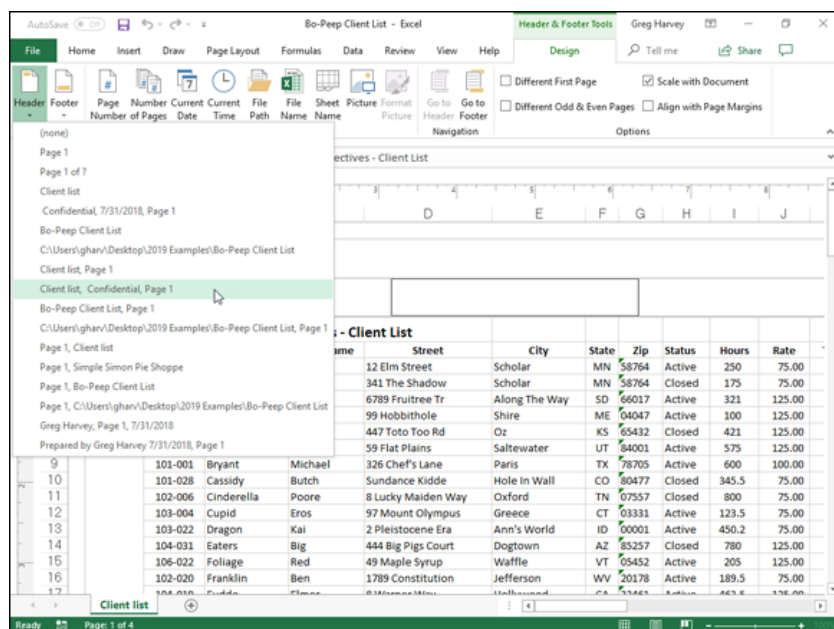 AutoSave Off Bo-Peep Client List - Excel Header & Footer Tools Greg Harvey
File Home Insert Draw Page Layout Formulas Data Review View Help Design Tell me Share
Header Footer Page Number Number of Pages Current Date Current Time File Path File Name Sheet Name Picture Format Picture Go to Header Go to Footer
Different First Page Scale with Document
Different Odd & Even Pages Align with Page Margins
Navigation Options
(none)
Page 1
Page 1 of ?
Client list
Confidential, 7/31/2018, Page 1
Bo-Peep Client List
C:\Users\gharv\Desktop\2019 Examples\Bo-Peep Client List
Client list, Page 1
Client list, Confidential, Page 1
Bo-Peep Client List, Page 1
C:\Users\gharv\Desktop\2019 Examples\Bo-Peep Client List, Page 1
Page 1, Client list
Page 1, Simple Simon Pie Shoppe
Page 1, Bo-Peep Client List
Page 1, C:\Users\gharv\Desktop\2019 Examples\Bo-Peep Client List
Greg Harvey, Page 1, 7/31/2018
Prepared by Greg Harvey 7/31/2018, Page 1
ectives - Client List
3 4 5 6 7 8
D E F G H I J
s - Client List
ame Street City State Zip Status Hours Rate
12 Elm Street Scholar MN 58764 Active 250 75.00
341 The Shadow Scholar MN 58764 Closed 175 75.00
6789 Fruitree Tr Along The Way SD 66017 Active 321 125.00
99 Hobbithole Shire ME 04047 Active 100 125.00
447 Toto Too Rd Oz KS 65432 Closed 421 125.00
59 Flat Plains Saltewater UT 84001 Active 575 125.00
9 101-001 Bryant Michael 326 Chef's Lane Paris TX 78705 Active 600 100.00
10 101-028 Cassidy Butch Sundance Kidde Hole In Wall CO 80477 Closed 345.5 75.00
11 102-006 Cinderella Poore 8 Lucky Maiden Way Oxford TN 07557 Closed 800 75.00
12 103-004 Cupid Eros 97 Mount Olympus Greece CT 03331 Active 123.5 75.00
13 103-022 Dragon Kai 2 Pleistocene Era Ann's World ID 00001 Active 450.2 75.00
14 104-031 Eaters Big 444 Big Pigs Court Dogtown AZ 85257 Closed 780 125.00
15 106-022 Foliage Red 49 Maple Syrup Waffle VT 05452 Active 205 125.00
16 102-020 Franklin Ben 1789 Constitution Jefferson WV 20178 Active 189.5 75.00
17
Client list
Ready Page: 1 of 4